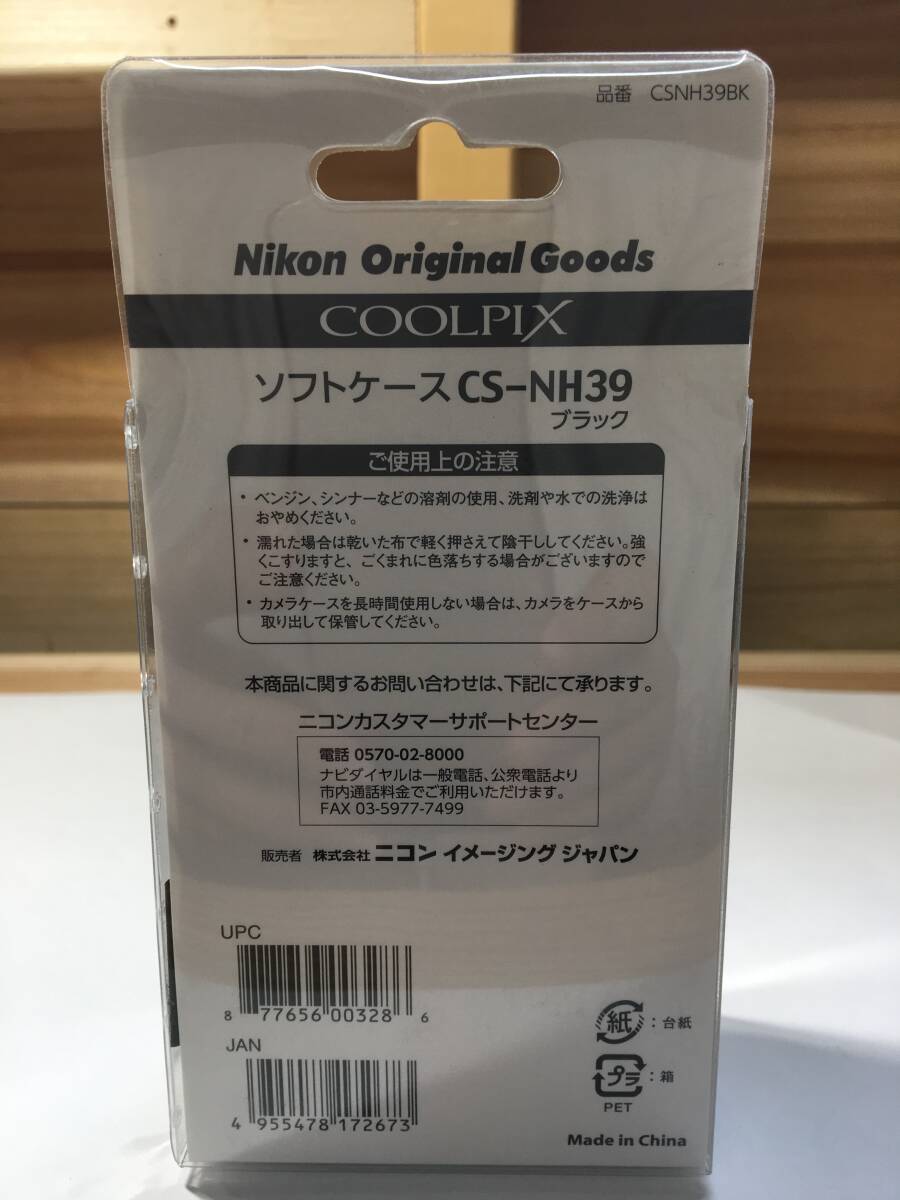 品番 CSNH39BK
Nikon Original Goods
COOLPIX
ソフトケース CS-NH39
ブラック
ご使用上の注意
・ベンジン、シンナーなどの溶剤の使用、洗剤や水での洗浄は
おやめください。
・濡れた場合は乾いた布で軽く押さえて陰干ししてください。強
くこすりますと、ごくまれに色落ちする場合がございますので
ご注意ください。
・カメラケースを長時間使用しない場合は、カメラをケースから
取り出して保管してください。
本商品に関するお問い合わせは、下記にて承ります。
ニコンカスタマーサポートセンター
電話 0570-02-8000
ナビダイヤルは一般電話、公衆電話より
市内通話料金でご利用いただけます。
FAX 03-5977-7499
販売者 株式会社 ニコン イメージング ジャパン
UPC
8 77656 00328 6
JAN
4 955478 172673
紙 : 台紙
プラ : 箱
PET
Made in China